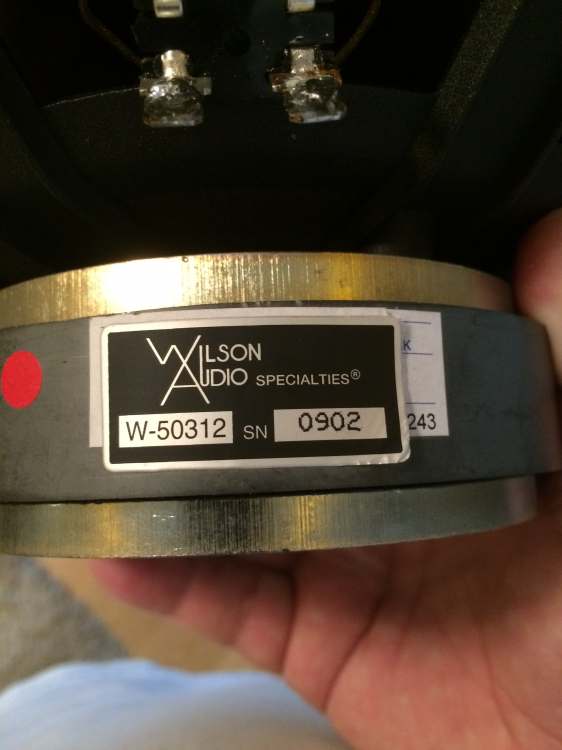 WILSON
AUDIO SPECIALTIES®
W-50312 SN 0902
K
243